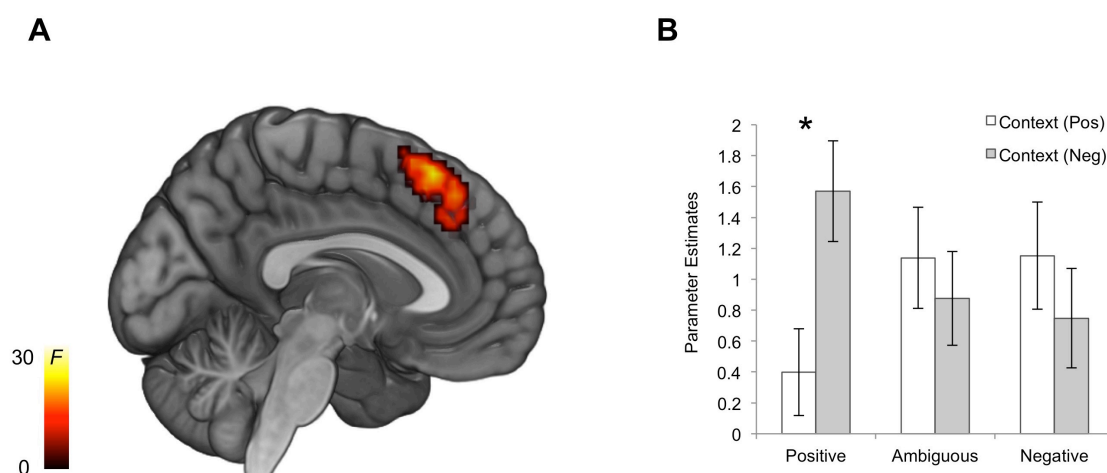 A
30 F
0
B
*
Context (Pos)
Context (Neg)
Parameter Estimates
2
1.8
1.6
1.4
1.2
1
0.8
0.6
0.4
0.2
0
Positive Ambiguous Negative